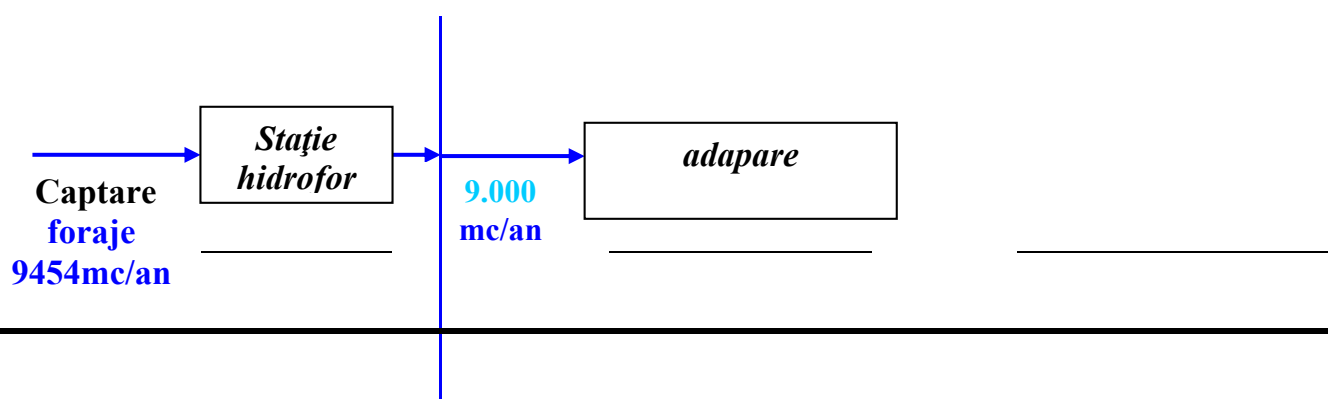 Captare
foraje
9454mc/an
Staţie
hidrofor
9.000
mc/an
adapare